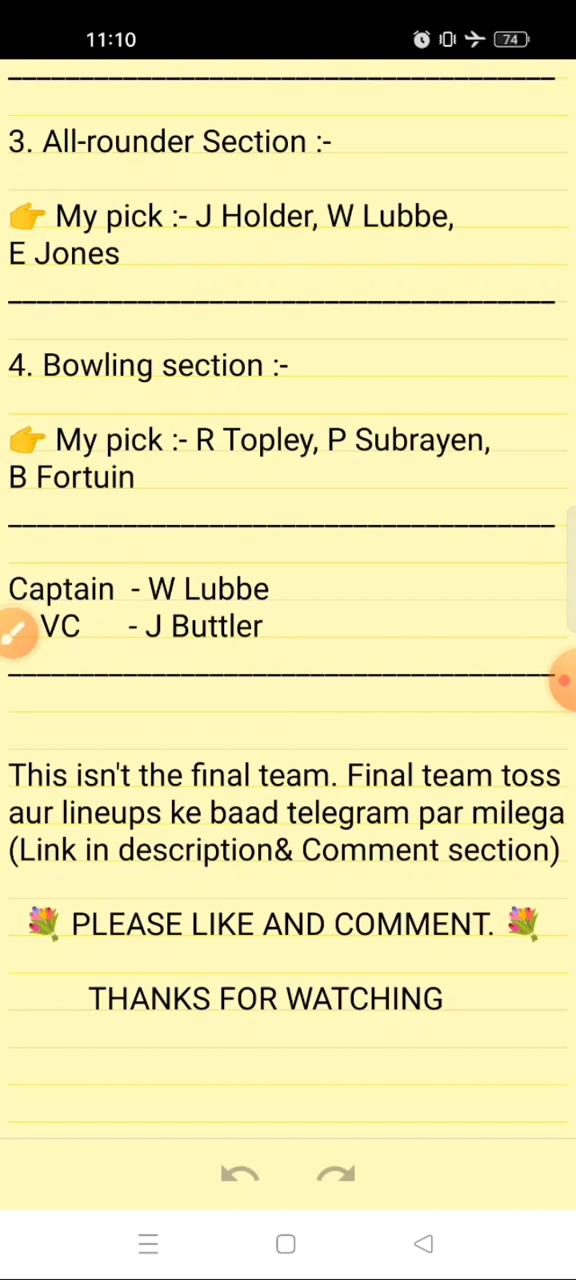 11:10
74
3. All-rounder Section :-
👉 My pick :- J Holder, W Lubbe,
E Jones
4. Bowling section :-
👉 My pick :- R Topley, P Subrayen,
B Fortuin
Captain - W Lubbe
VC - J Buttler
This isn't the final team. Final team toss
aur lineups ke baad telegram par milega
(Link in description& Comment section)
💐 PLEASE LIKE AND COMMENT. 💐
THANKS FOR WATCHING